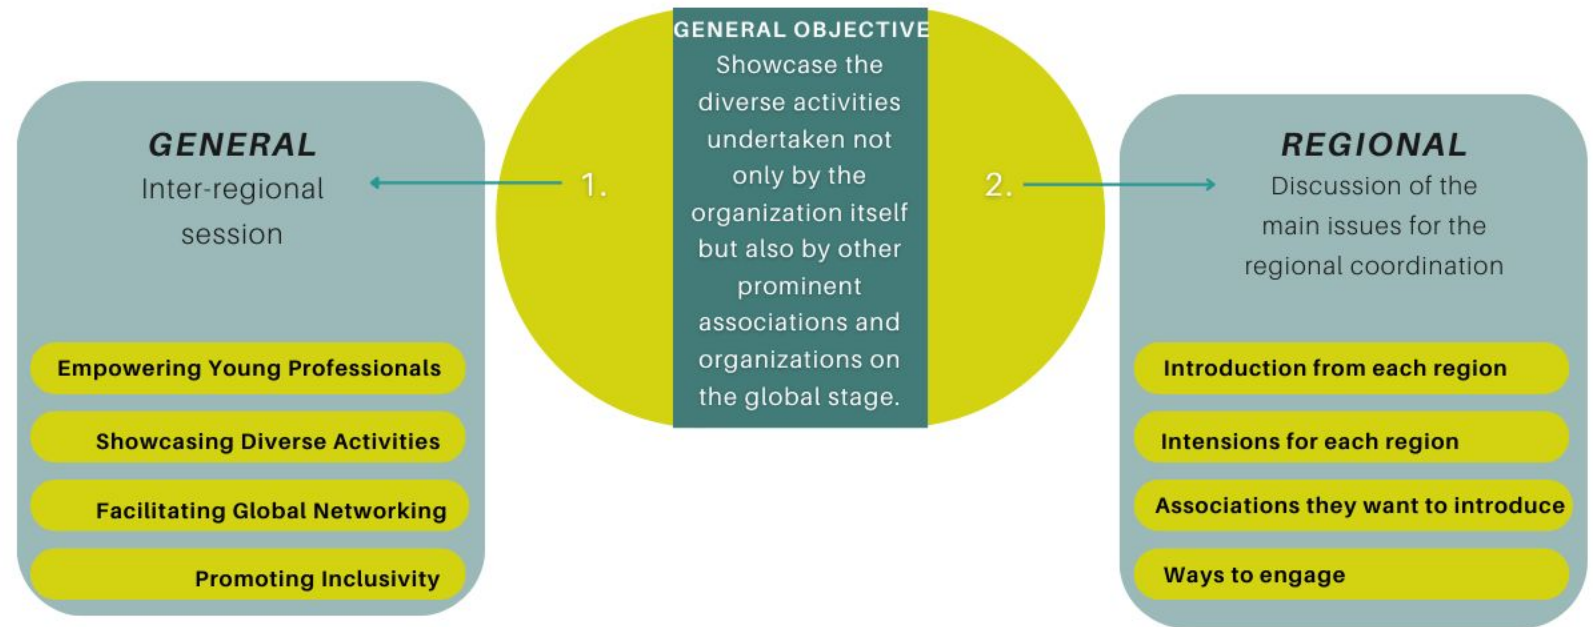 GENERAL OBJECTIVE
Showcase the
diverse activities
undertaken not
only by the
organization itself
but also by other
prominent
associations and
organizations on
the global stage.
1.
2.
GENERAL
Inter-regional
session
Empowering Young Professionals
Showcasing Diverse Activities
Facilitating Global Networking
Promoting Inclusivity
REGIONAL
Discussion of the
main issues for the
regional coordination
Introduction from each region
Intensions for each region
Associations they want to introduce
Ways to engage